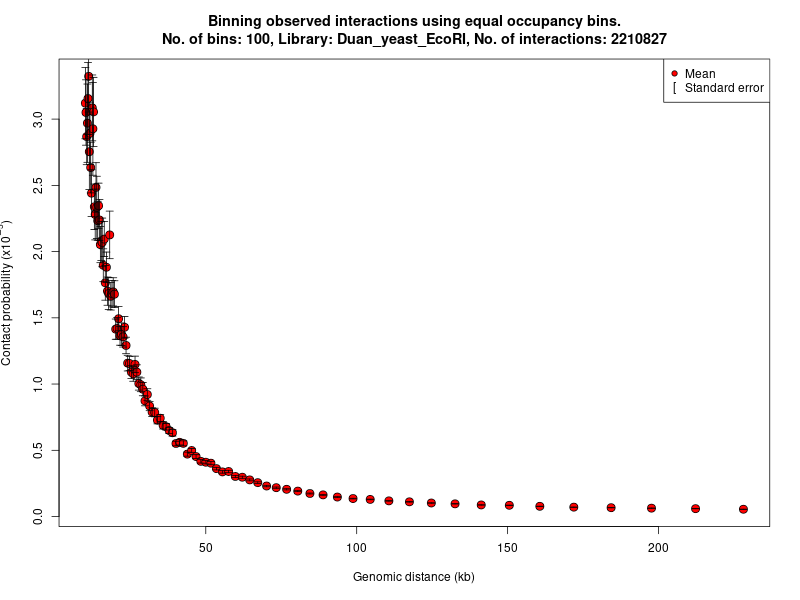 Binning observed interactions using equal occupancy bins.
No. of bins: 100, Library: Duan_yeast_EcoRI, No. of interactions: 2210827
Mean
Standard error
3.0
2.5
2.0
1.5
1.0
0.5
0.0
Contact probability (x10
50
100
150
200
Genomic distance (kb)